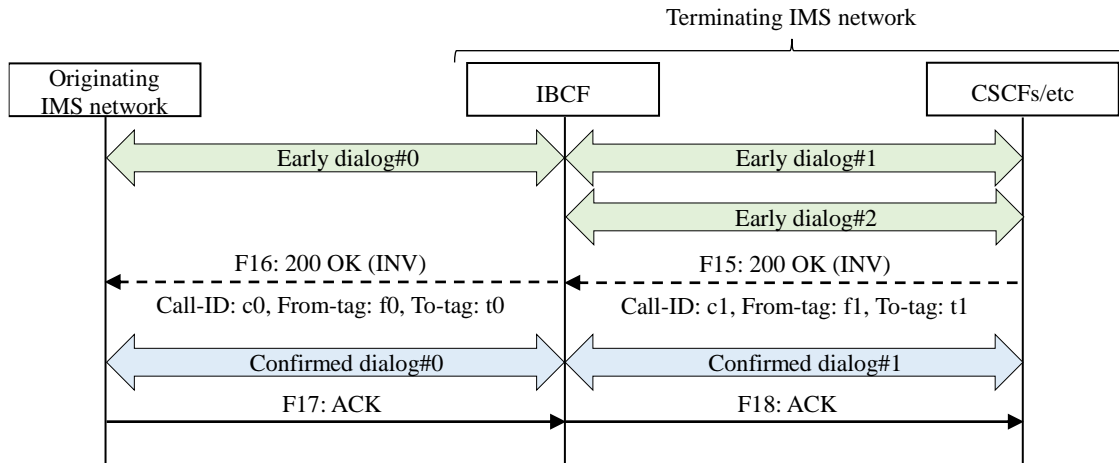 Terminating IMS network
Originating
IMS network
IBCF
CSCFs/etc
Early dialog#0
Early dialog#1
Early dialog#2
F16: 200 OK (INV)
F15: 200 OK (INV)
Call-ID: c0, From-tag: f0, To-tag: t0
Call-ID: c1, From-tag: f1, To-tag: t1
Confirmed dialog#0
Confirmed dialog#1
F17: ACK
F18: ACK